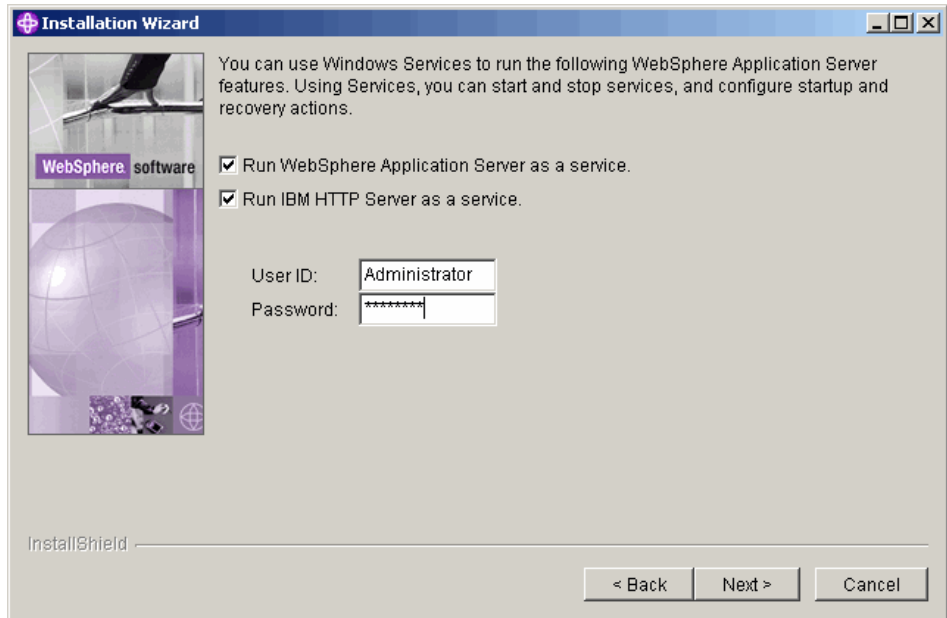 Installation Wizard
You can use Windows Services to run the following WebSphere Application Server
features. Using Services, you can start and stop services, and configure startup and
recovery actions.
WebSphere software
Run WebSphere Application Server as a service.
Run IBM HTTP Server as a service.
User ID: Administrator
Password: ********
InstallShield
< Back Next > Cancel